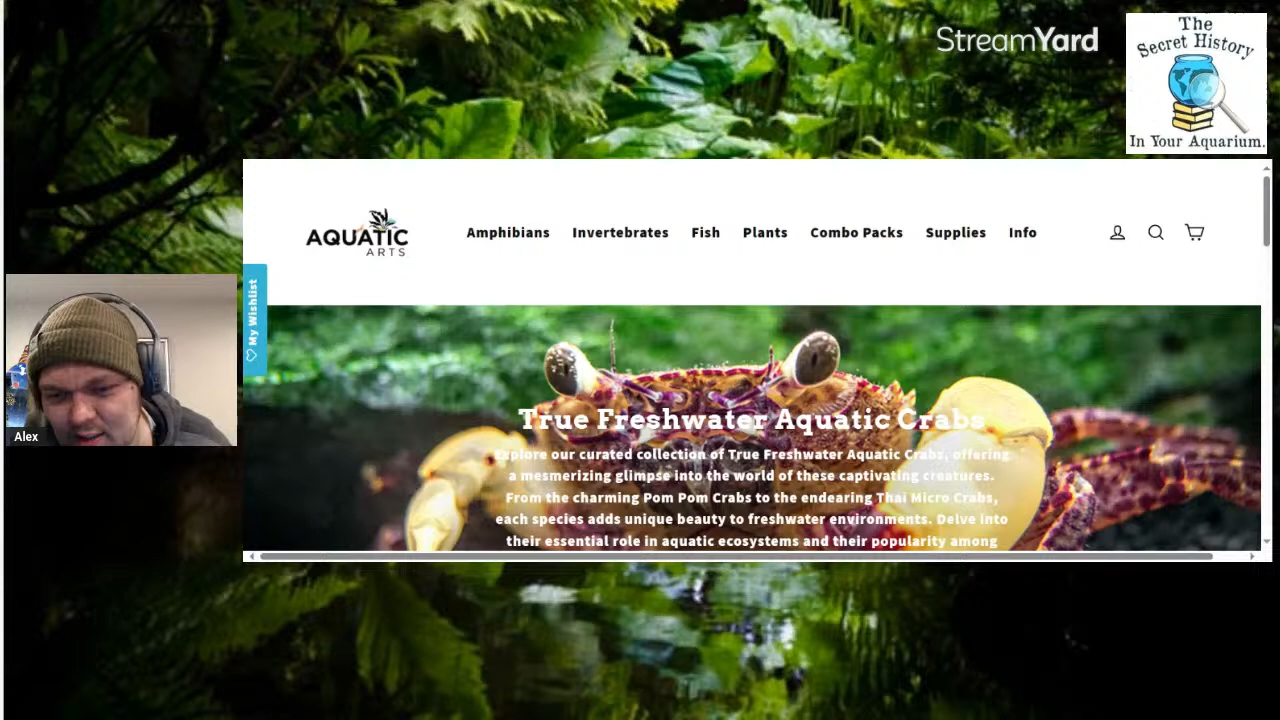 StreamYard
The
Secret History
In Your Aquarium.
AQUATIC
ARTS
Amphibians Invertebrates Fish Plants Combo Packs Supplies Info
My Wishlist
True Freshwater Aquatic Crabs
Explore our curated collection of True Freshwater Aquatic Crabs, offering
a mesmerizing glimpse into the world of these captivating creatures.
From the charming Pom Pom Crabs to the endearing Thai Micro Crabs,
each species adds unique beauty to freshwater environments. Delve into
their essential role in aquatic ecosystems and their popularity among
Alex